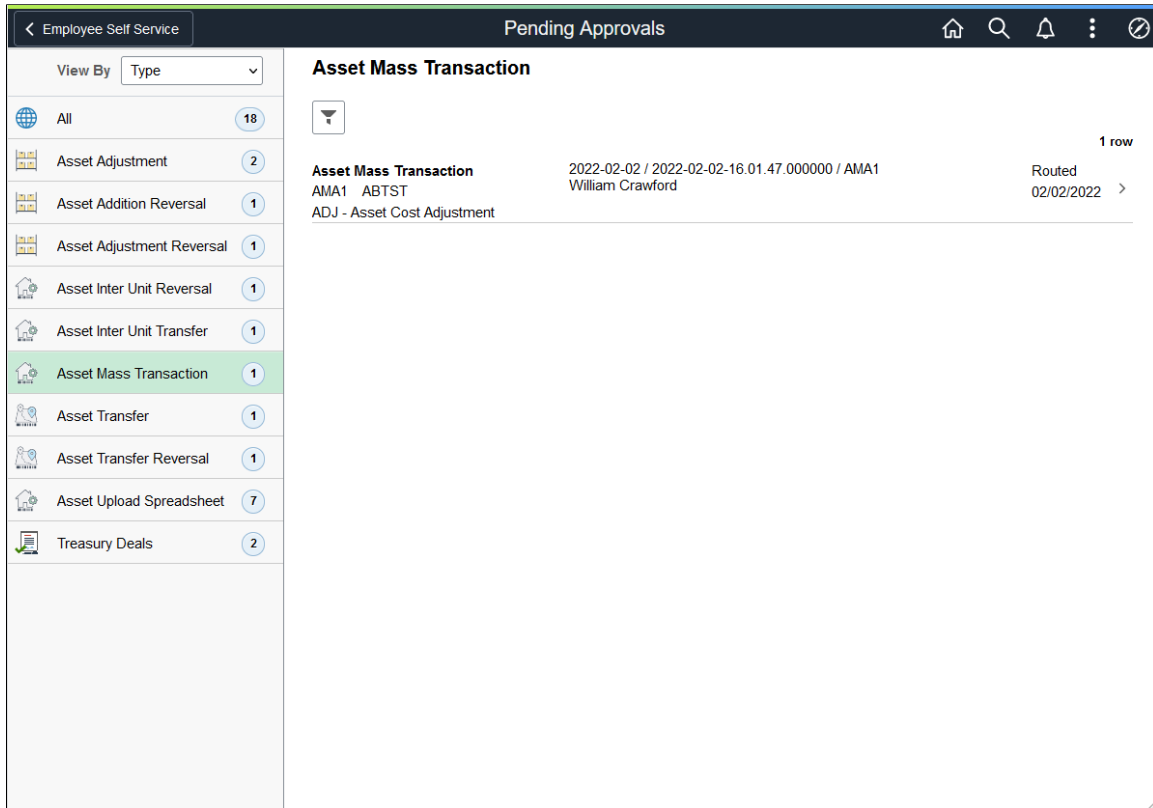 Employee Self Service
Pending Approvals
View By Type
All 18
Asset Adjustment 2
Asset Addition Reversal 1
Asset Adjustment Reversal 1
Asset Inter Unit Reversal 1
Asset Inter Unit Transfer 1
Asset Mass Transaction 1
Asset Transfer 1
Asset Transfer Reversal 1
Asset Upload Spreadsheet 7
Treasury Deals 2
Asset Mass Transaction
1 row
Asset Mass Transaction
AMA1 ABTST
ADJ - Asset Cost Adjustment
2022-02-02 / 2022-02-02-16.01.47.000000 / AMA1
William Crawford
Routed
02/02/2022